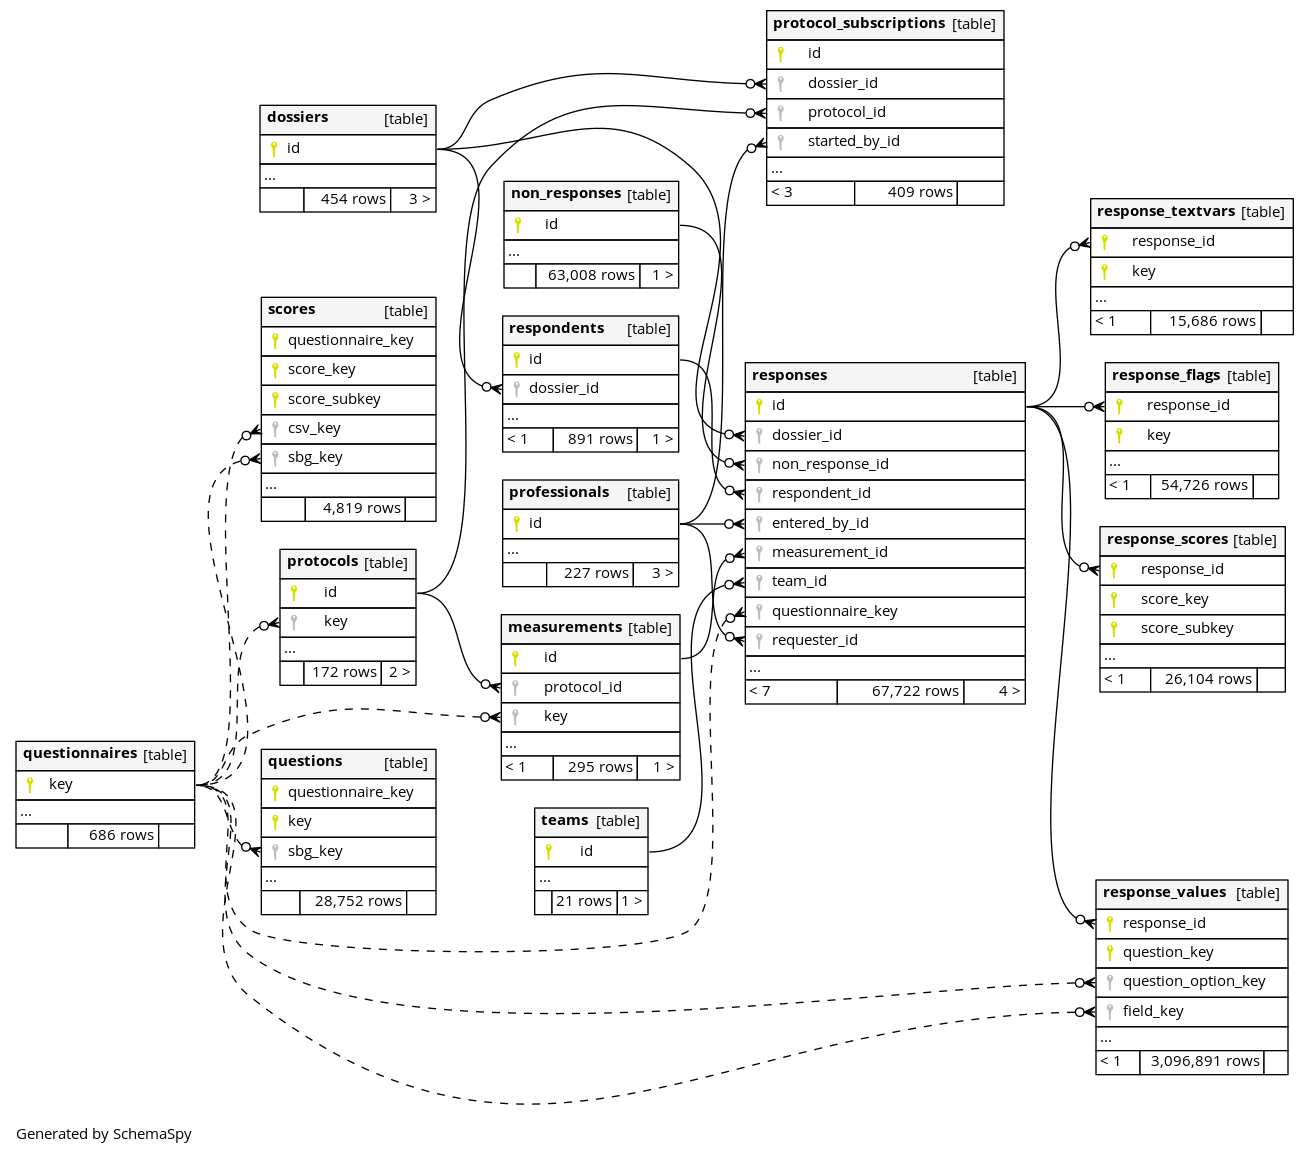 protocol_subscriptions [table]
id
dossier_id
protocol_id
started_by_id
...
< 3 409 rows
dossiers [table]
id
...
454 rows 3 >
non_responses [table]
id
...
63,008 rows 1 >
response_textvars [table]
response_id
key
...
< 1 15,686 rows
scores [table]
questionnaire_key
score_key
score_subkey
csv_key
sbg_key
...
4,819 rows
respondents [table]
id
dossier_id
...
< 1 891 rows 1 >
responses [table]
id
dossier_id
non_response_id
respondent_id
entered_by_id
measurement_id
team_id
questionnaire_key
requester_id
...
< 7 67,722 rows 4 >
response_flags [table]
response_id
key
...
< 1 54,726 rows
professionals [table]
id
...
227 rows 3 >
response_scores [table]
response_id
score_key
score_subkey
...
< 1 26,104 rows
protocols [table]
id
key
...
172 rows 2 >
measurements [table]
id
protocol_id
key
...
< 1 295 rows 1 >
questionnaires [table]
key
...
686 rows
questions [table]
questionnaire_key
key
sbg_key
...
28,752 rows
teams [table]
id
...
21 rows 1 >
response_values [table]
response_id
question_key
question_option_key
field_key
...
< 1 3,096,891 rows
Generated by SchemaSpy